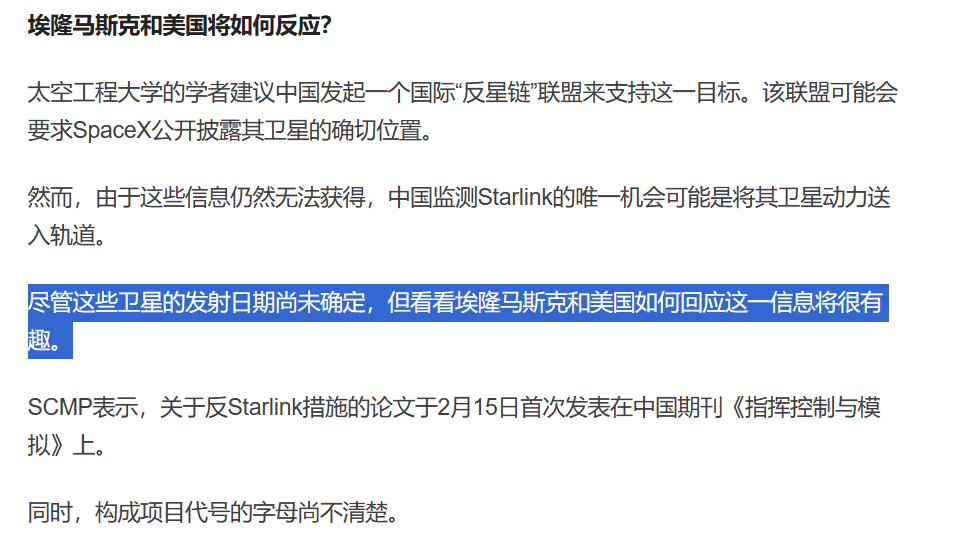 埃隆马斯克和美国将如何反应？
太空工程大学的学者建议中国发起一个国际“反星链”联盟来支持这一目标。该联盟可能会
要求SpaceX公开披露其卫星的确切位置。
然而，由于这些信息仍然无法获得，中国监测Starlink的唯一机会可能是将其卫星动力送
入轨道。
尽管这些卫星的发射日期尚未确定，但看看埃隆马斯克和美国如何回应这一信息将很有
趣。
SCMP表示，关于反Starlink措施的论文于2月15日首次发表在中国期刊《指挥控制与模
拟》上。
同时，构成项目代号的字母尚不清楚。